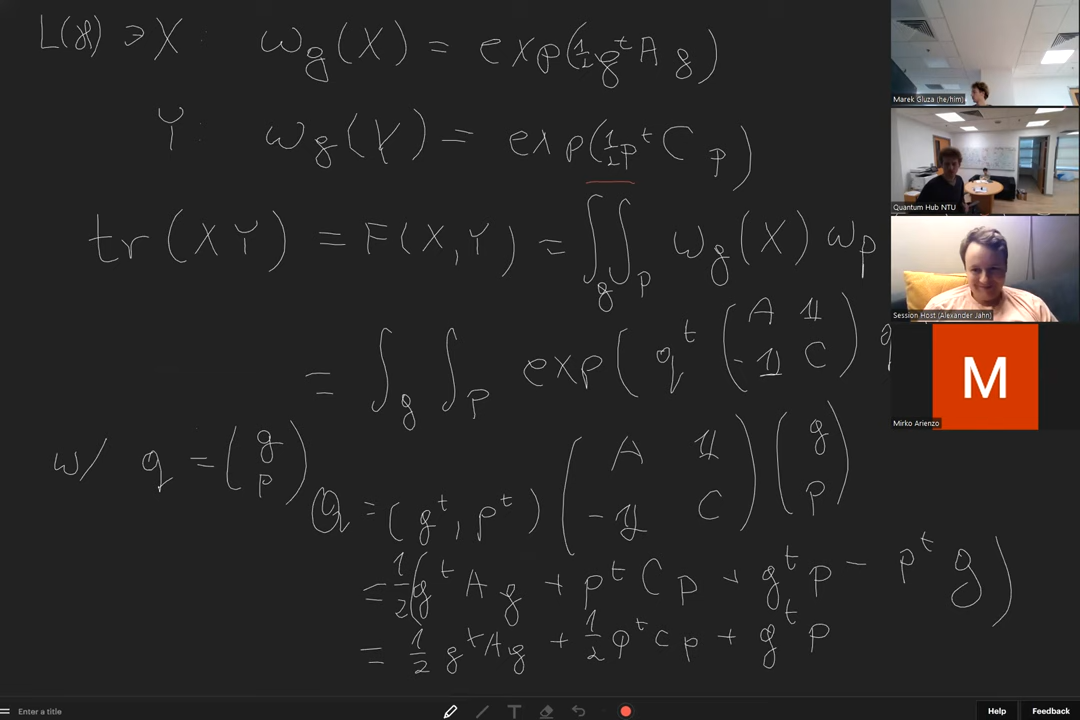 L(𝓗) ∋ X : ω_g(X) = exp(½ g^t A g)
Y : ω_g(Y) = exp(½ p^t C p)
tr(XY) = F(X,Y) = ∫_g ∫_p ω_g(X) ω_p
= ∫_g ∫_p exp( q^t ( A 𝟙
-𝟙 C )
w/ q = ( g
p )
Q = (g^t, p^t) ( A 𝟙
-𝟙 C ) ( g
p )
= ½( g^t A g + p^t C p + g^t p - p^t g )
= ½ g^t A g + ½ p^t C p + g^t p
Marek Gluza (he/him)
Quantum Hub NTU
Session Host (Alexander Jahn)
M
Mirko Arienzo
Enter a title
T
Help
Feedback